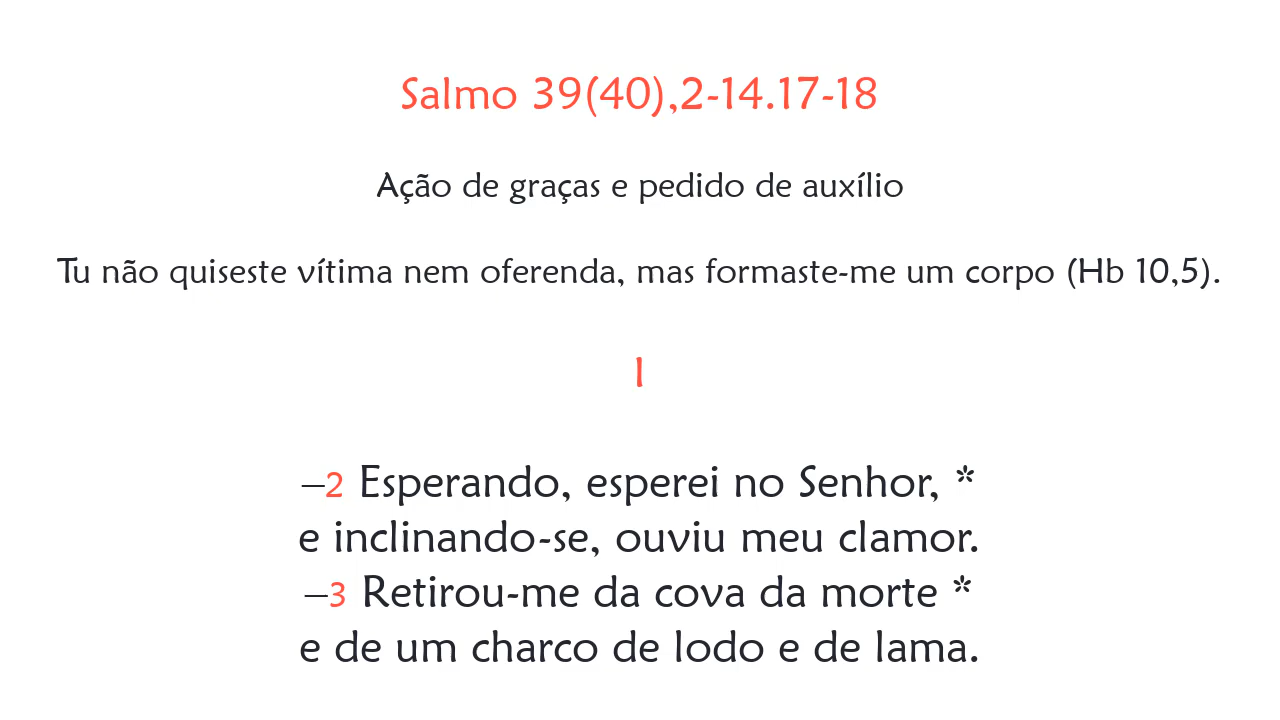 Salmo 39(40),2-14.17-18
Ação de graças e pedido de auxílio
Tu não quiseste vítima nem oferenda, mas formaste-me um corpo (Hb 10,5).
I
–2 Esperando, esperei no Senhor, *
e inclinando-se, ouviu meu clamor.
–3 Retirou-me da cova da morte *
e de um charco de lodo e de lama.